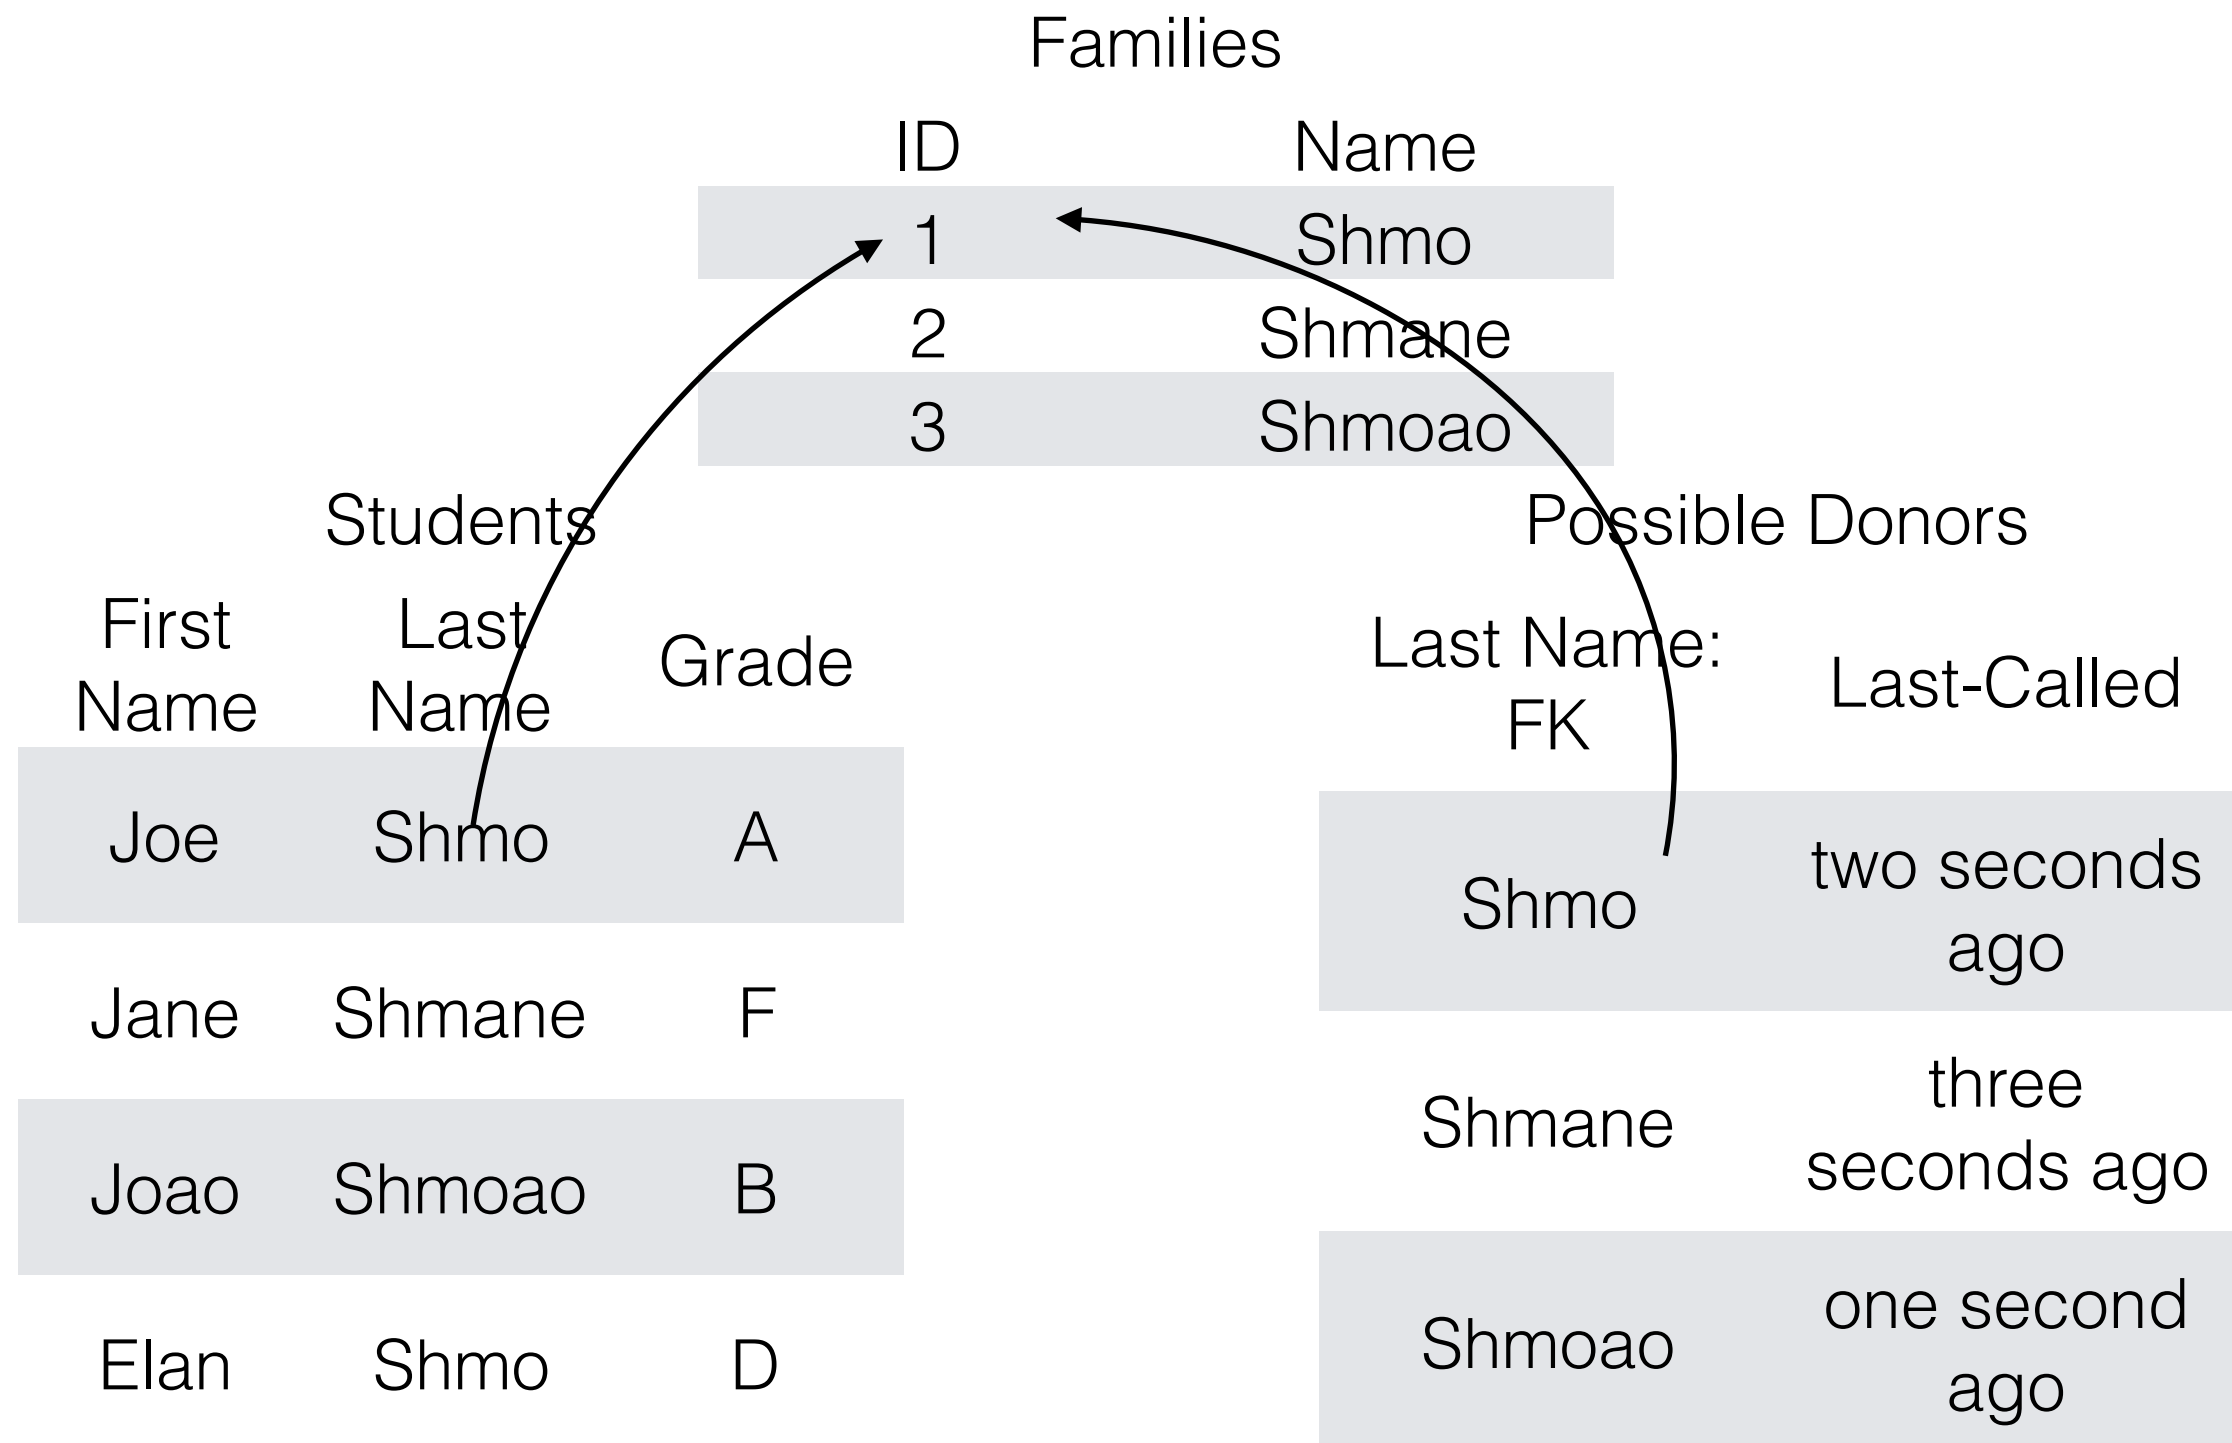 Families
ID Name
1 Shmo
2 Shmane
3 Shmoao
Students
First Last Grade
Name Name
Joe Shmo A
Jane Shmane F
Joao Shmoao B
Elan Shmo D
Possible Donors
Last Name: Last-Called
FK
Shmo two seconds
ago
Shmane three
seconds ago
Shmoao one second
ago